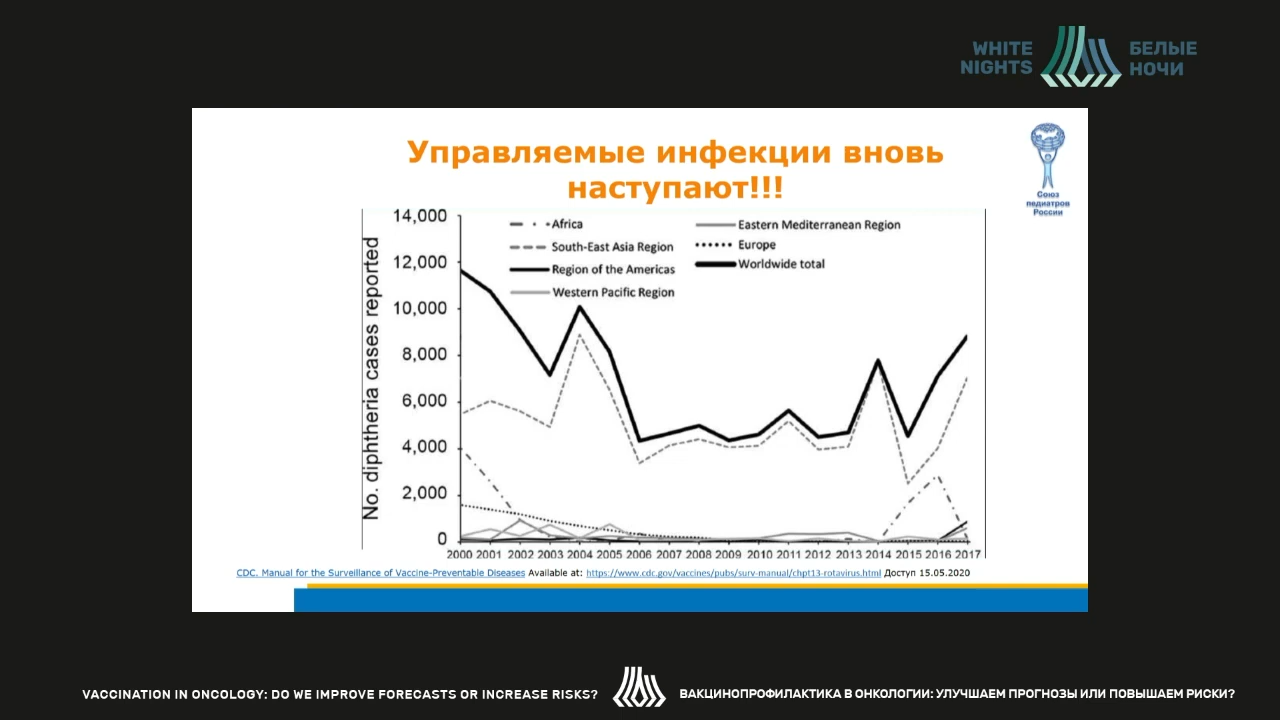 WHITE
NIGHTS
БЕЛЫЕ
НОЧИ
Управляемые инфекции вновь
наступают!!!
Союз
педиатров
России
No. diphtheria cases reported
14,000
12,000
10,000
8,000
6,000
4,000
2,000
0
Africa
South-East Asia Region
Region of the Americas
Western Pacific Region
Eastern Mediterranean Region
Europe
Worldwide total
2000 2001 2002 2003 2004 2005 2006 2007 2008 2009 2010 2011 2012 2013 2014 2015 2016 2017
CDC. Manual for the Surveillance of Vaccine-Preventable Diseases Available at: https://www.cdc.gov/vaccines/pubs/surv-manual/chpt13-rotavirus.html Доступ 15.05.2020
VACCINATION IN ONCOLOGY: DO WE IMPROVE FORECASTS OR INCREASE RISKS?
ВАКЦИНОПРОФИЛАКТИКА В ОНКОЛОГИИ: УЛУЧШАЕМ ПРОГНОЗЫ ИЛИ ПОВЫШАЕМ РИСКИ?